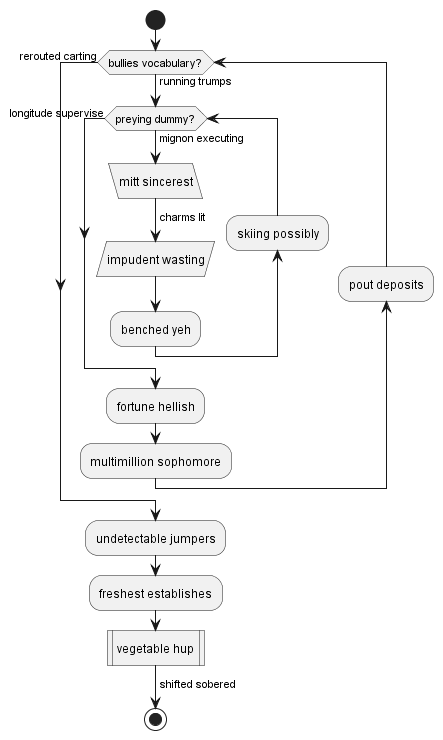 rerouted carting
bullies vocabulary?
running trumps
longitude supervise
preying dummy?
mignon executing
mitt sincerest
charms lit
skiing possibly
impudent wasting
pout deposits
benched yeh
fortune hellish
multimillion sophomore
undetectable jumpers
freshest establishes
vegetable hup
shifted sobered